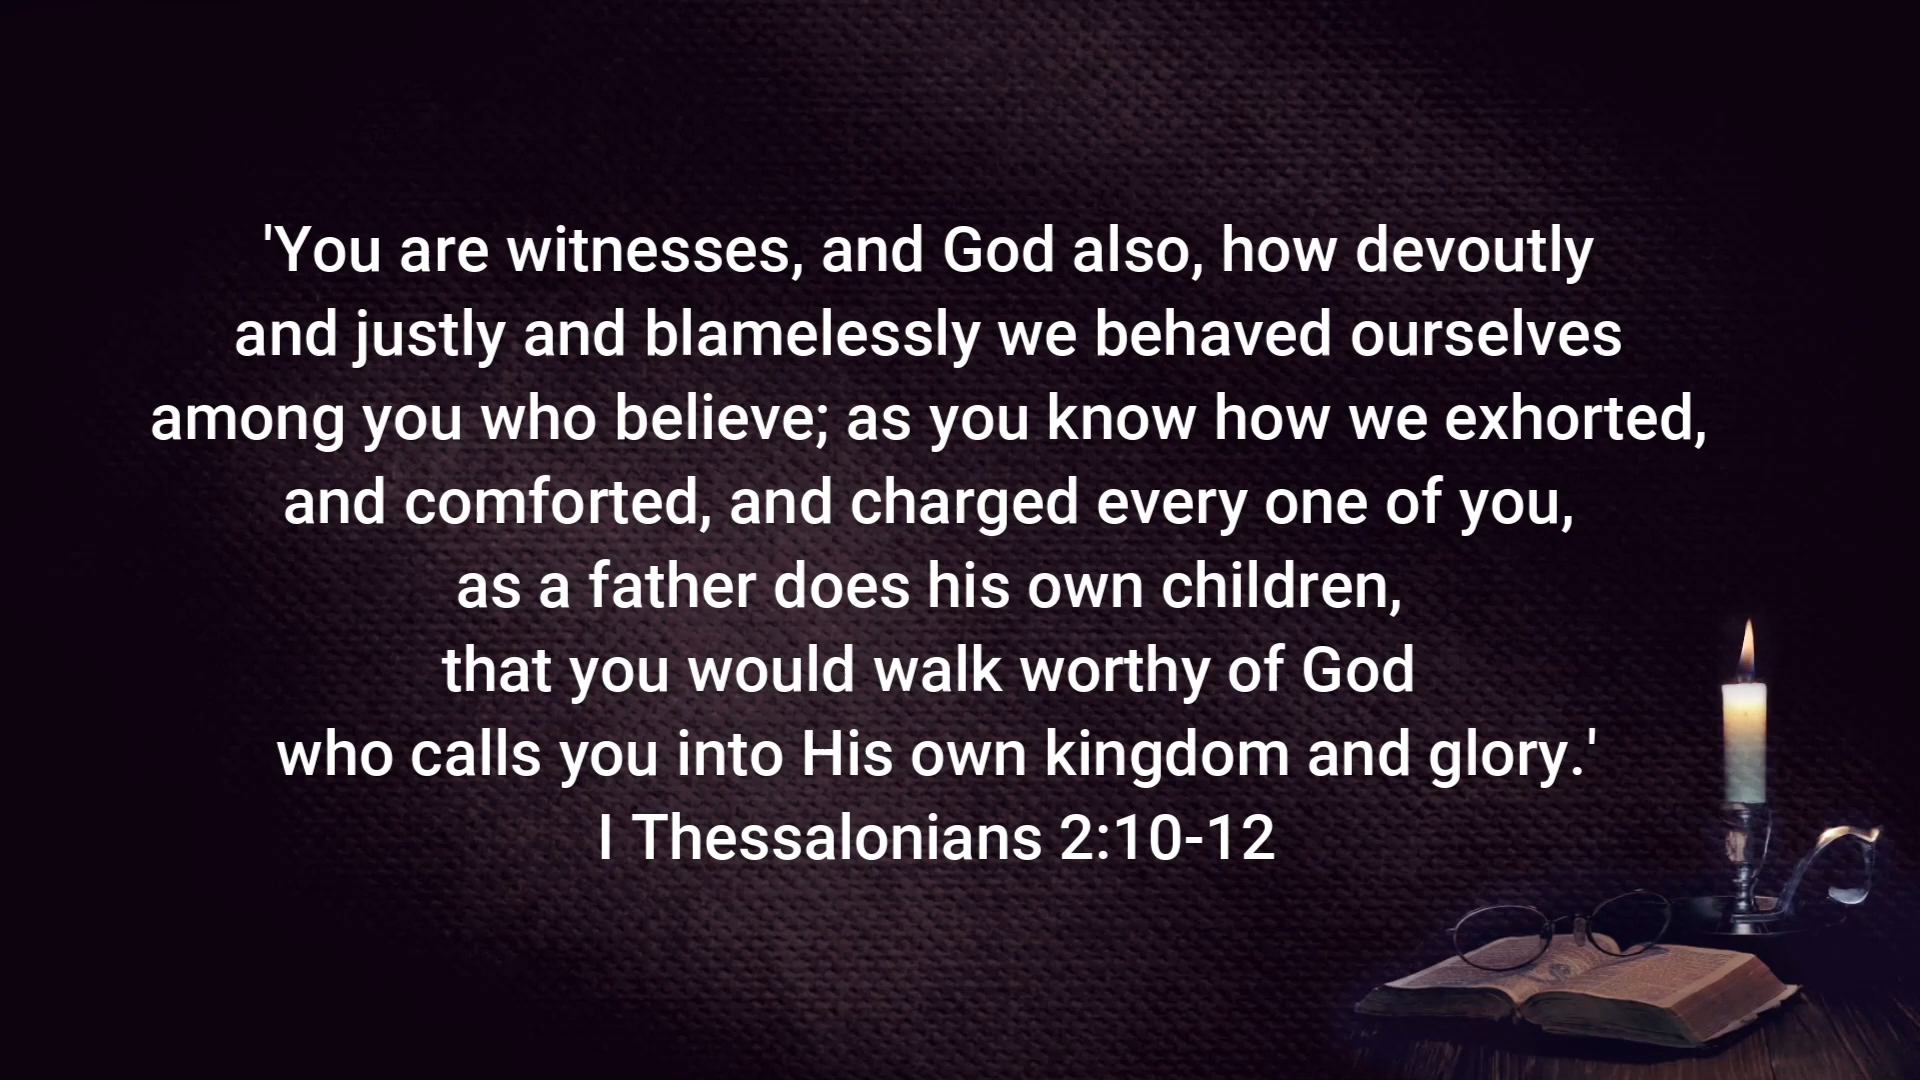 'You are witnesses, and God also, how devoutly
and justly and blamelessly we behaved ourselves
among you who believe; as you know how we exhorted,
and comforted, and charged every one of you,
as a father does his own children,
that you would walk worthy of God
who calls you into His own kingdom and glory.'
I Thessalonians 2:10-12